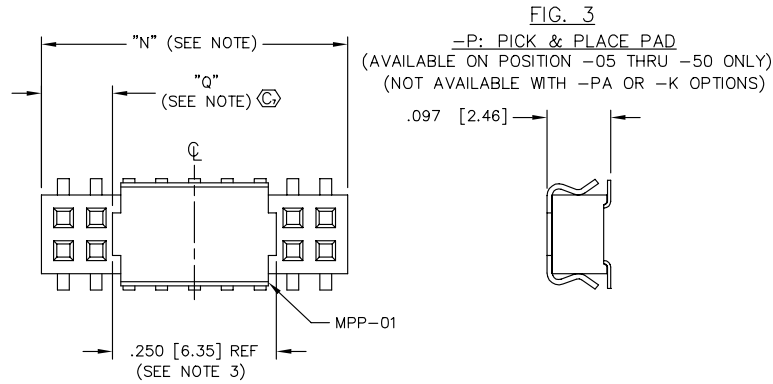 FIG. 3
-P: PICK & PLACE PAD
(AVAILABLE ON POSITION -05 THRU -50 ONLY)
(NOT AVAILABLE WITH -PA OR -K OPTIONS)
"N" (SEE NOTE)
"Q"
(SEE NOTE) C7
.097 [2.46]
℄
MPP-01
.250 [6.35] REF
(SEE NOTE 3)